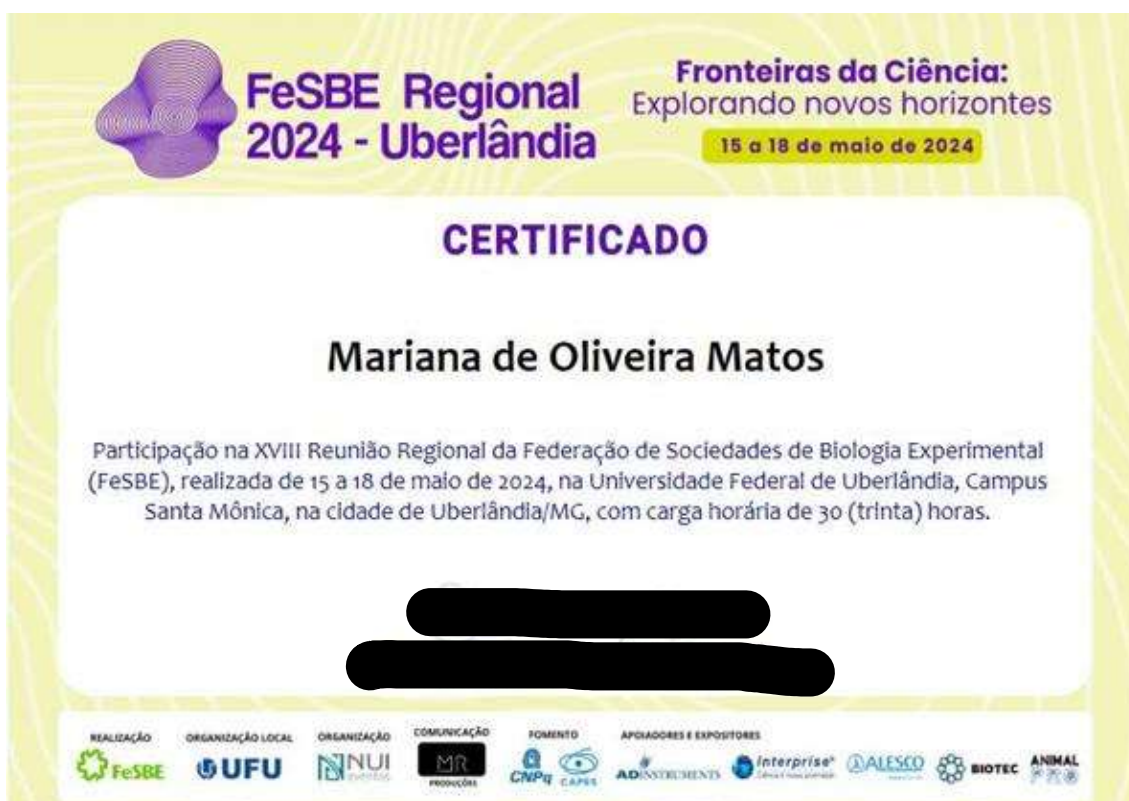 FeSBE Regional
2024 - Uberlândia
Fronteiras da Ciência:
Explorando novos horizontes
15 a 18 de maio de 2024
CERTIFICADO
Mariana de Oliveira Matos
Participação na XVIII Reunião Regional da Federação de Sociedades de Biologia Experimental
(FeSBE), realizada de 15 a 18 de maio de 2024, na Universidade Federal de Uberlândia, Campus
Santa Mônica, na cidade de Uberlândia/MG, com carga horária de 30 (trinta) horas.
REALIZAÇÃO
FeSBE
ORGANIZAÇÃO LOCAL
UFU
ORGANIZAÇÃO
NUI
eventos
COMUNICAÇÃO
MR
PRODUÇÕES
FOMENTO
CNPq
CAPES
APOIADORES E EXPOSITORES
ADINSTRUMENTS
Interprise
ALESCO
BIOTEC
ANIMAL